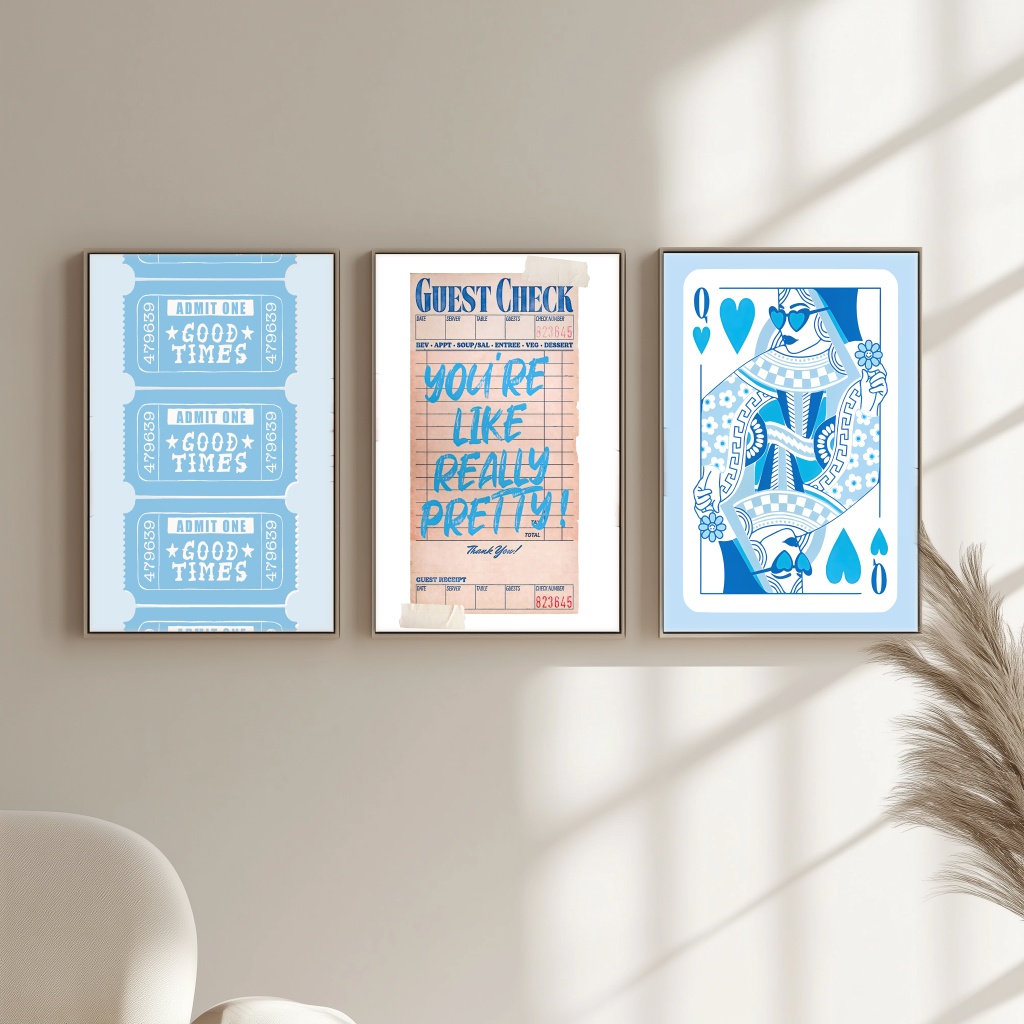 ADMIT ONE
GOOD
TIMES
479639
479639
ADMIT ONE
GOOD
TIMES
479639
479639
ADMIT ONE
GOOD
TIMES
479639
479639
ADMIT ONE
GUEST CHECK
DATE SERVER TABLE GUESTS CHECK NUMBER
823645
BEV · APPT · SOUP/SAL · ENTREE · VEG · DESSERT
YOU'RE
LIKE
REALLY
PRETTY!
TAX
TOTAL
Thank You!
GUEST RECEIPT
DATE SERVER TABLE GUESTS CHECK NUMBER
823645
Q
Q